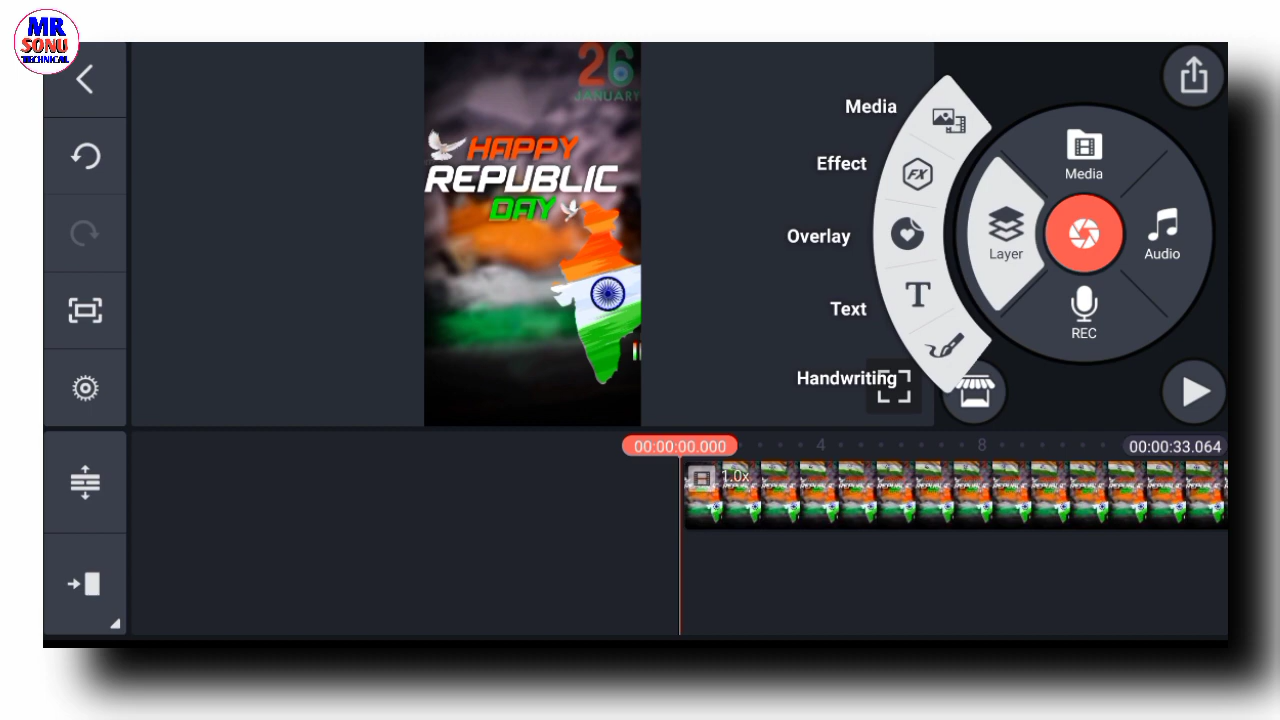 MR
SONU
TECHNICAL
26
JANUARY
HAPPY
REPUBLIC
DAY
Media
Effect
Overlay
Text
Handwriting
FX
T
Media
Layer
Audio
REC
00:00:00.000
4
8
00:00:33.064
1.0x